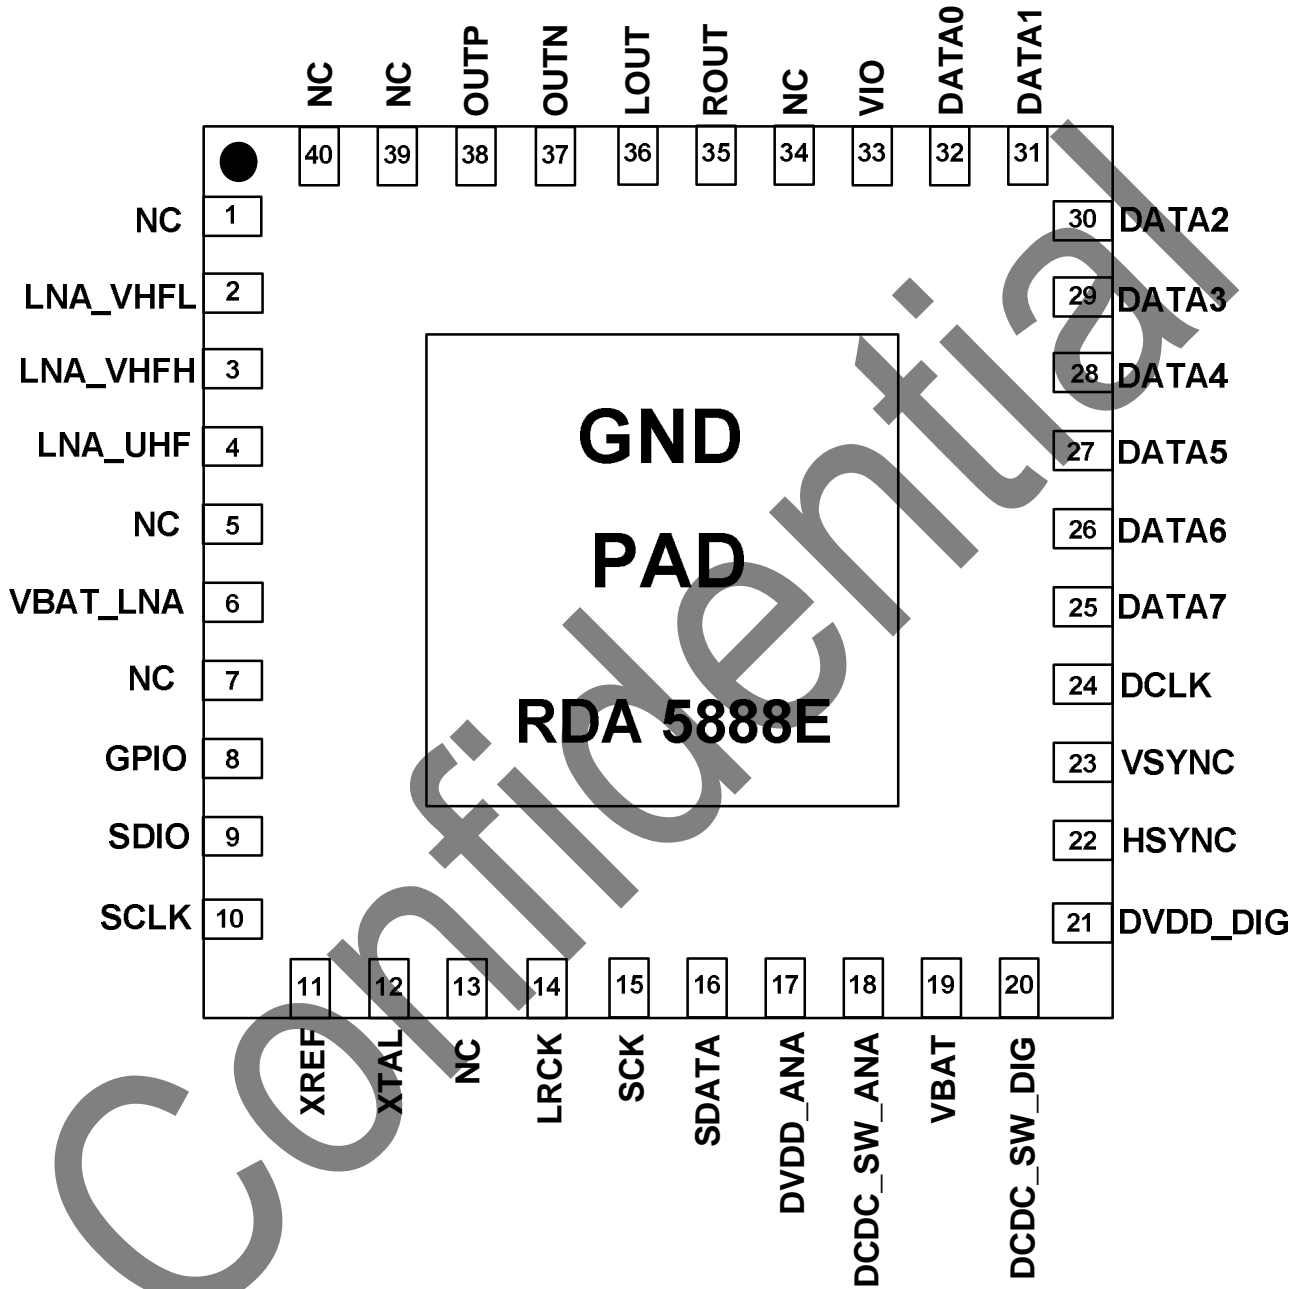 NC
NC
OUTP
OUTN
LOUT
ROUT
NC
VIO
DATA0
DATA1
40
39
38
37
36
35
34
33
32
31
NC 1
LNA_VHFL 2
LNA_VHFH 3
LNA_UHF 4
NC 5
VBAT_LNA 6
NC 7
GPIO 8
SDIO 9
SCLK 10
30 DATA2
29 DATA3
28 DATA4
27 DATA5
26 DATA6
25 DATA7
24 DCLK
23 VSYNC
22 HSYNC
21 DVDD_DIG
GND
PAD
RDA 5888E
11
12
13
14
15
16
17
18
19
20
XREF
XTAL
NC
LRCK
SCK
SDATA
DVDD_ANA
DCDC_SW_ANA
VBAT
DCDC_SW_DIG
Confidential